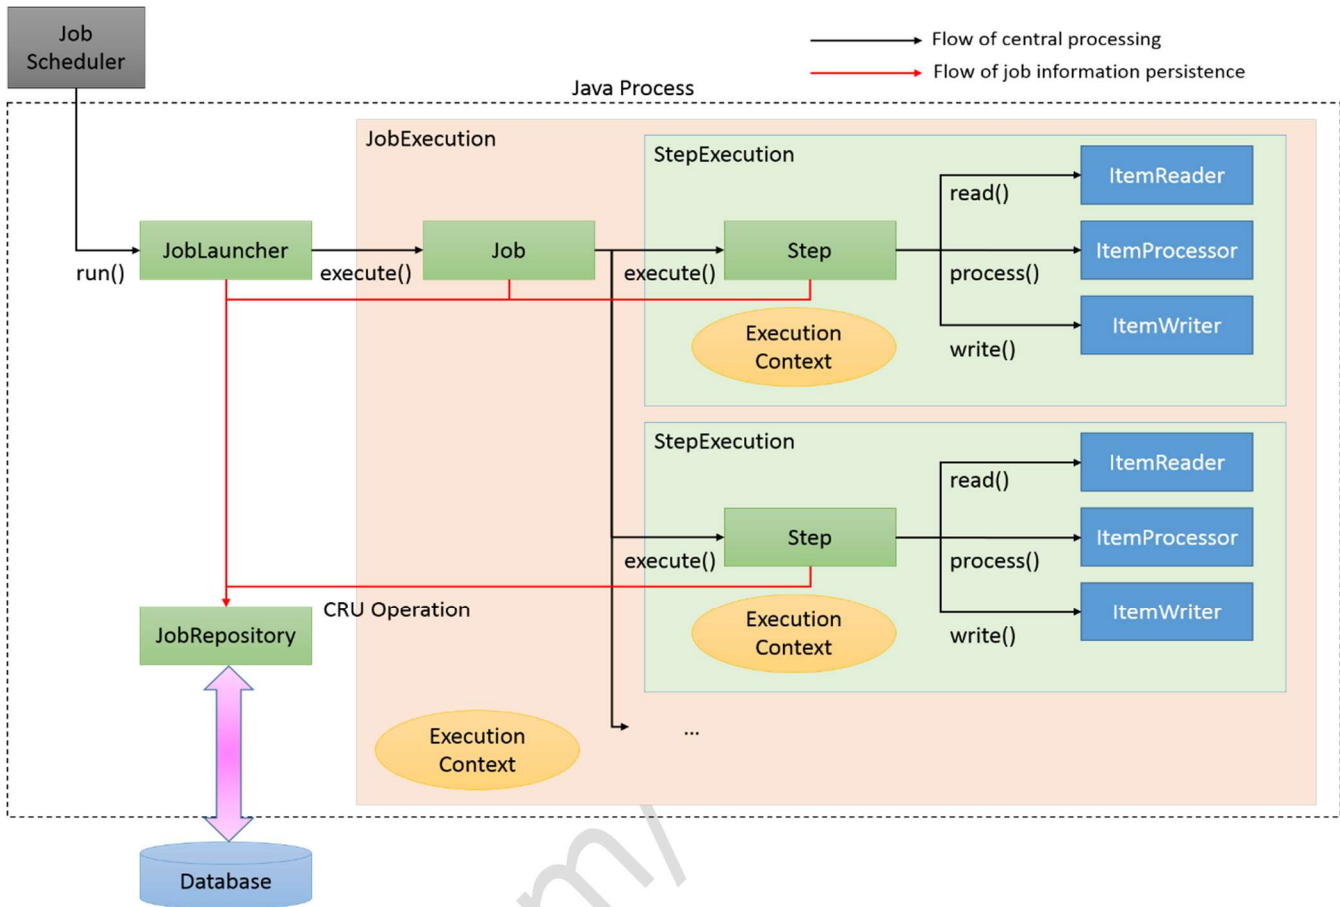 Job
Scheduler
Flow of central processing
Flow of job information persistence
Java Process
JobExecution
StepExecution
ItemReader
read()
JobLauncher
Job
Step
ItemProcessor
run()
execute()
execute()
process()
Execution
Context
ItemWriter
write()
StepExecution
ItemReader
read()
Step
ItemProcessor
execute()
process()
CRU Operation
JobRepository
Execution
Context
ItemWriter
write()
Execution
Context
...
m/
Database